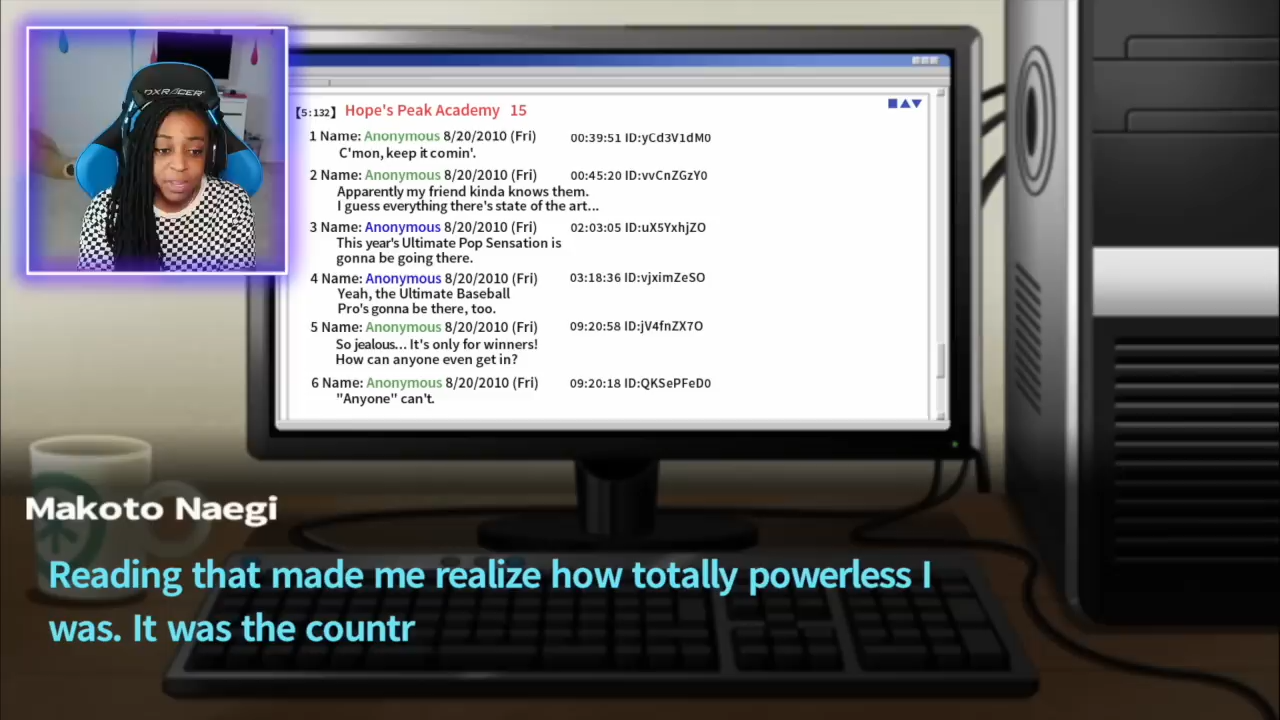 DXRACER
【5:132】 Hope's Peak Academy 15
1 Name: Anonymous 8/20/2010 (Fri) 00:39:51 ID:yCd3V1dM0
C'mon, keep it comin'.
2 Name: Anonymous 8/20/2010 (Fri) 00:45:20 ID:vvCnZGzY0
Apparently my friend kinda knows them.
I guess everything there's state of the art...
3 Name: Anonymous 8/20/2010 (Fri) 02:03:05 ID:uX5YxhjZO
This year's Ultimate Pop Sensation is
gonna be going there.
4 Name: Anonymous 8/20/2010 (Fri) 03:18:36 ID:vjximZeSO
Yeah, the Ultimate Baseball
Pro's gonna be there, too.
5 Name: Anonymous 8/20/2010 (Fri) 09:20:58 ID:jV4fnZX7O
So jealous... It's only for winners!
How can anyone even get in?
6 Name: Anonymous 8/20/2010 (Fri) 09:20:18 ID:QKSePFeD0
"Anyone" can't.
Makoto Naegi
Reading that made me realize how totally powerless I
was. It was the countr